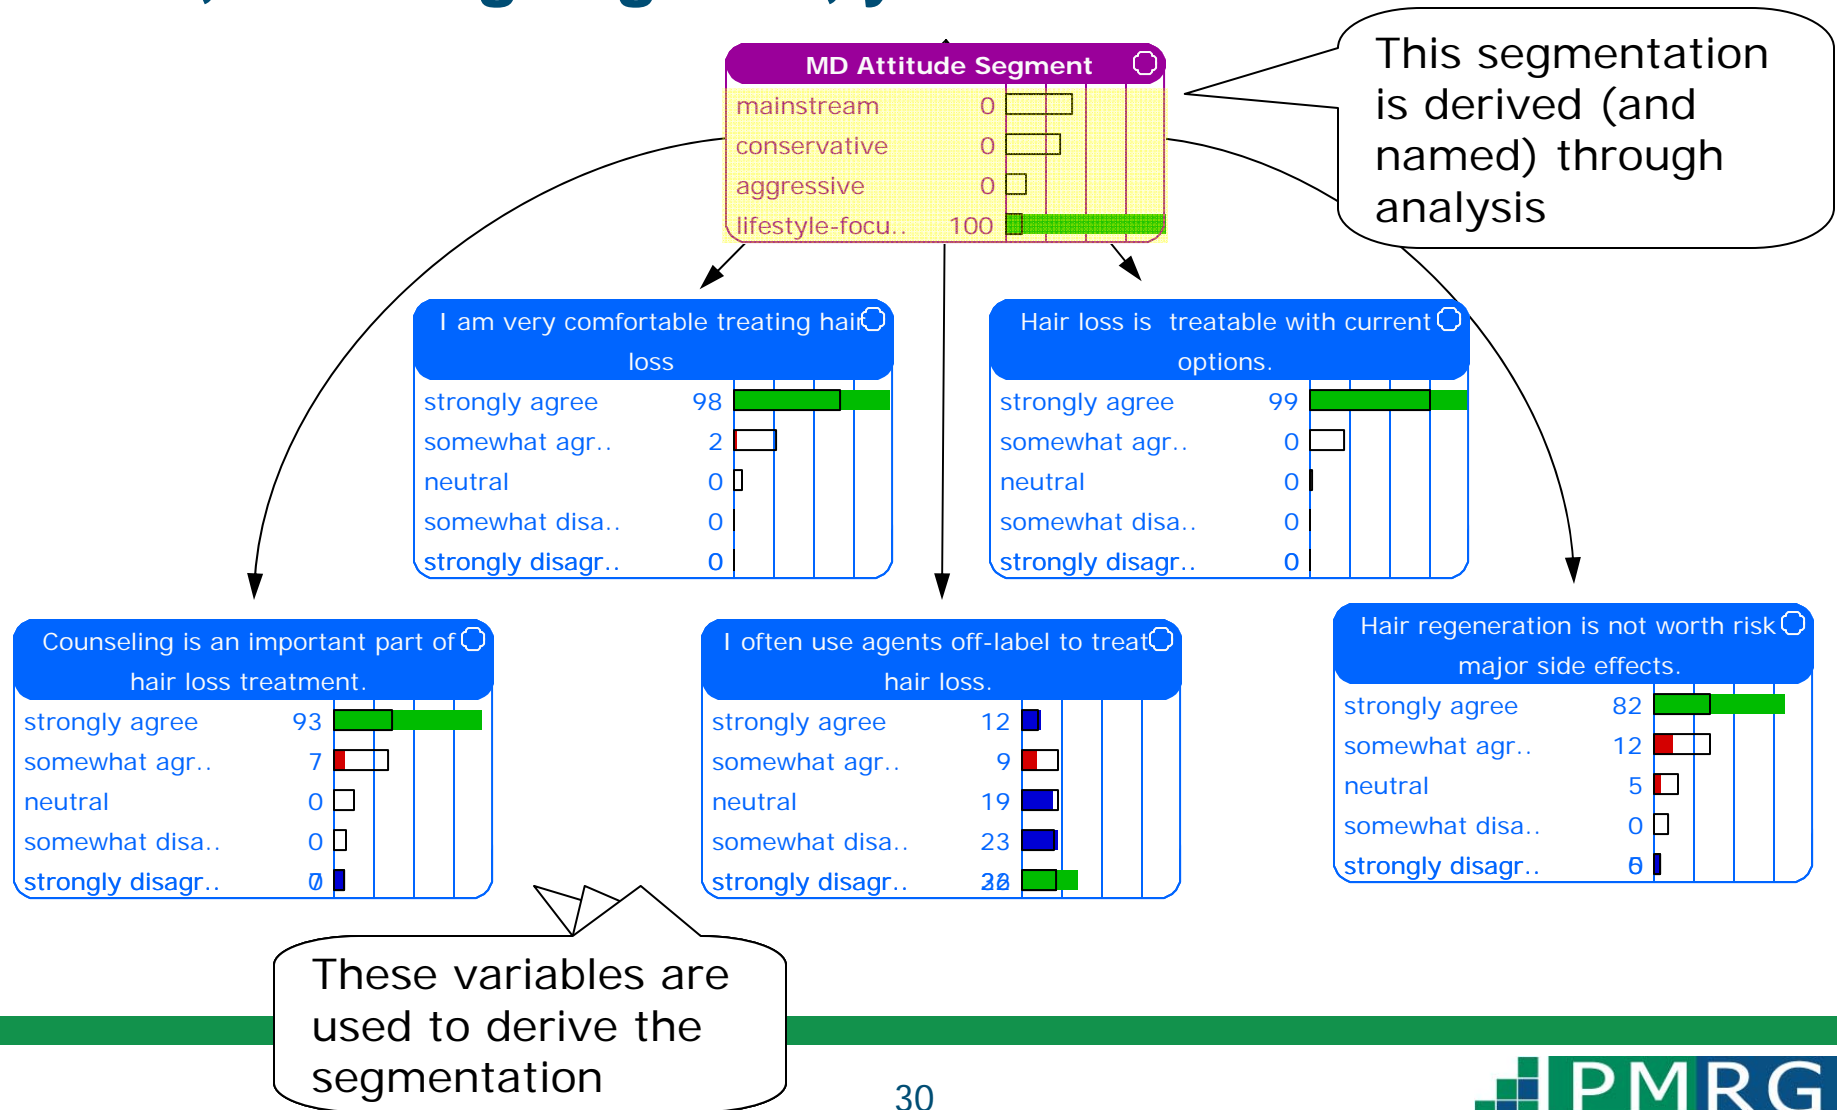 MD Attitude Segment
mainstream 0
conservative 0
aggressive 0
lifestyle-focu.. 100
This segmentation
is derived (and
named) through
analysis
I am very comfortable treating hair
loss
strongly agree 98
somewhat agr.. 2
neutral 0
somewhat disa.. 0
strongly disagr.. 0
Hair loss is treatable with current
options.
strongly agree 99
somewhat agr.. 0
neutral 0
somewhat disa.. 0
strongly disagr.. 0
Counseling is an important part of
hair loss treatment.
strongly agree 93
somewhat agr.. 7
neutral 0
somewhat disa.. 0
strongly disagr..
I often use agents off-label to treat
hair loss.
strongly agree 12
somewhat agr.. 9
neutral 19
somewhat disa.. 23
strongly disagr..
Hair regeneration is not worth risk
major side effects.
strongly agree 82
somewhat agr.. 12
neutral 5
somewhat disa.. 0
strongly disagr..
These variables are
used to derive the
segmentation
30
PMRG